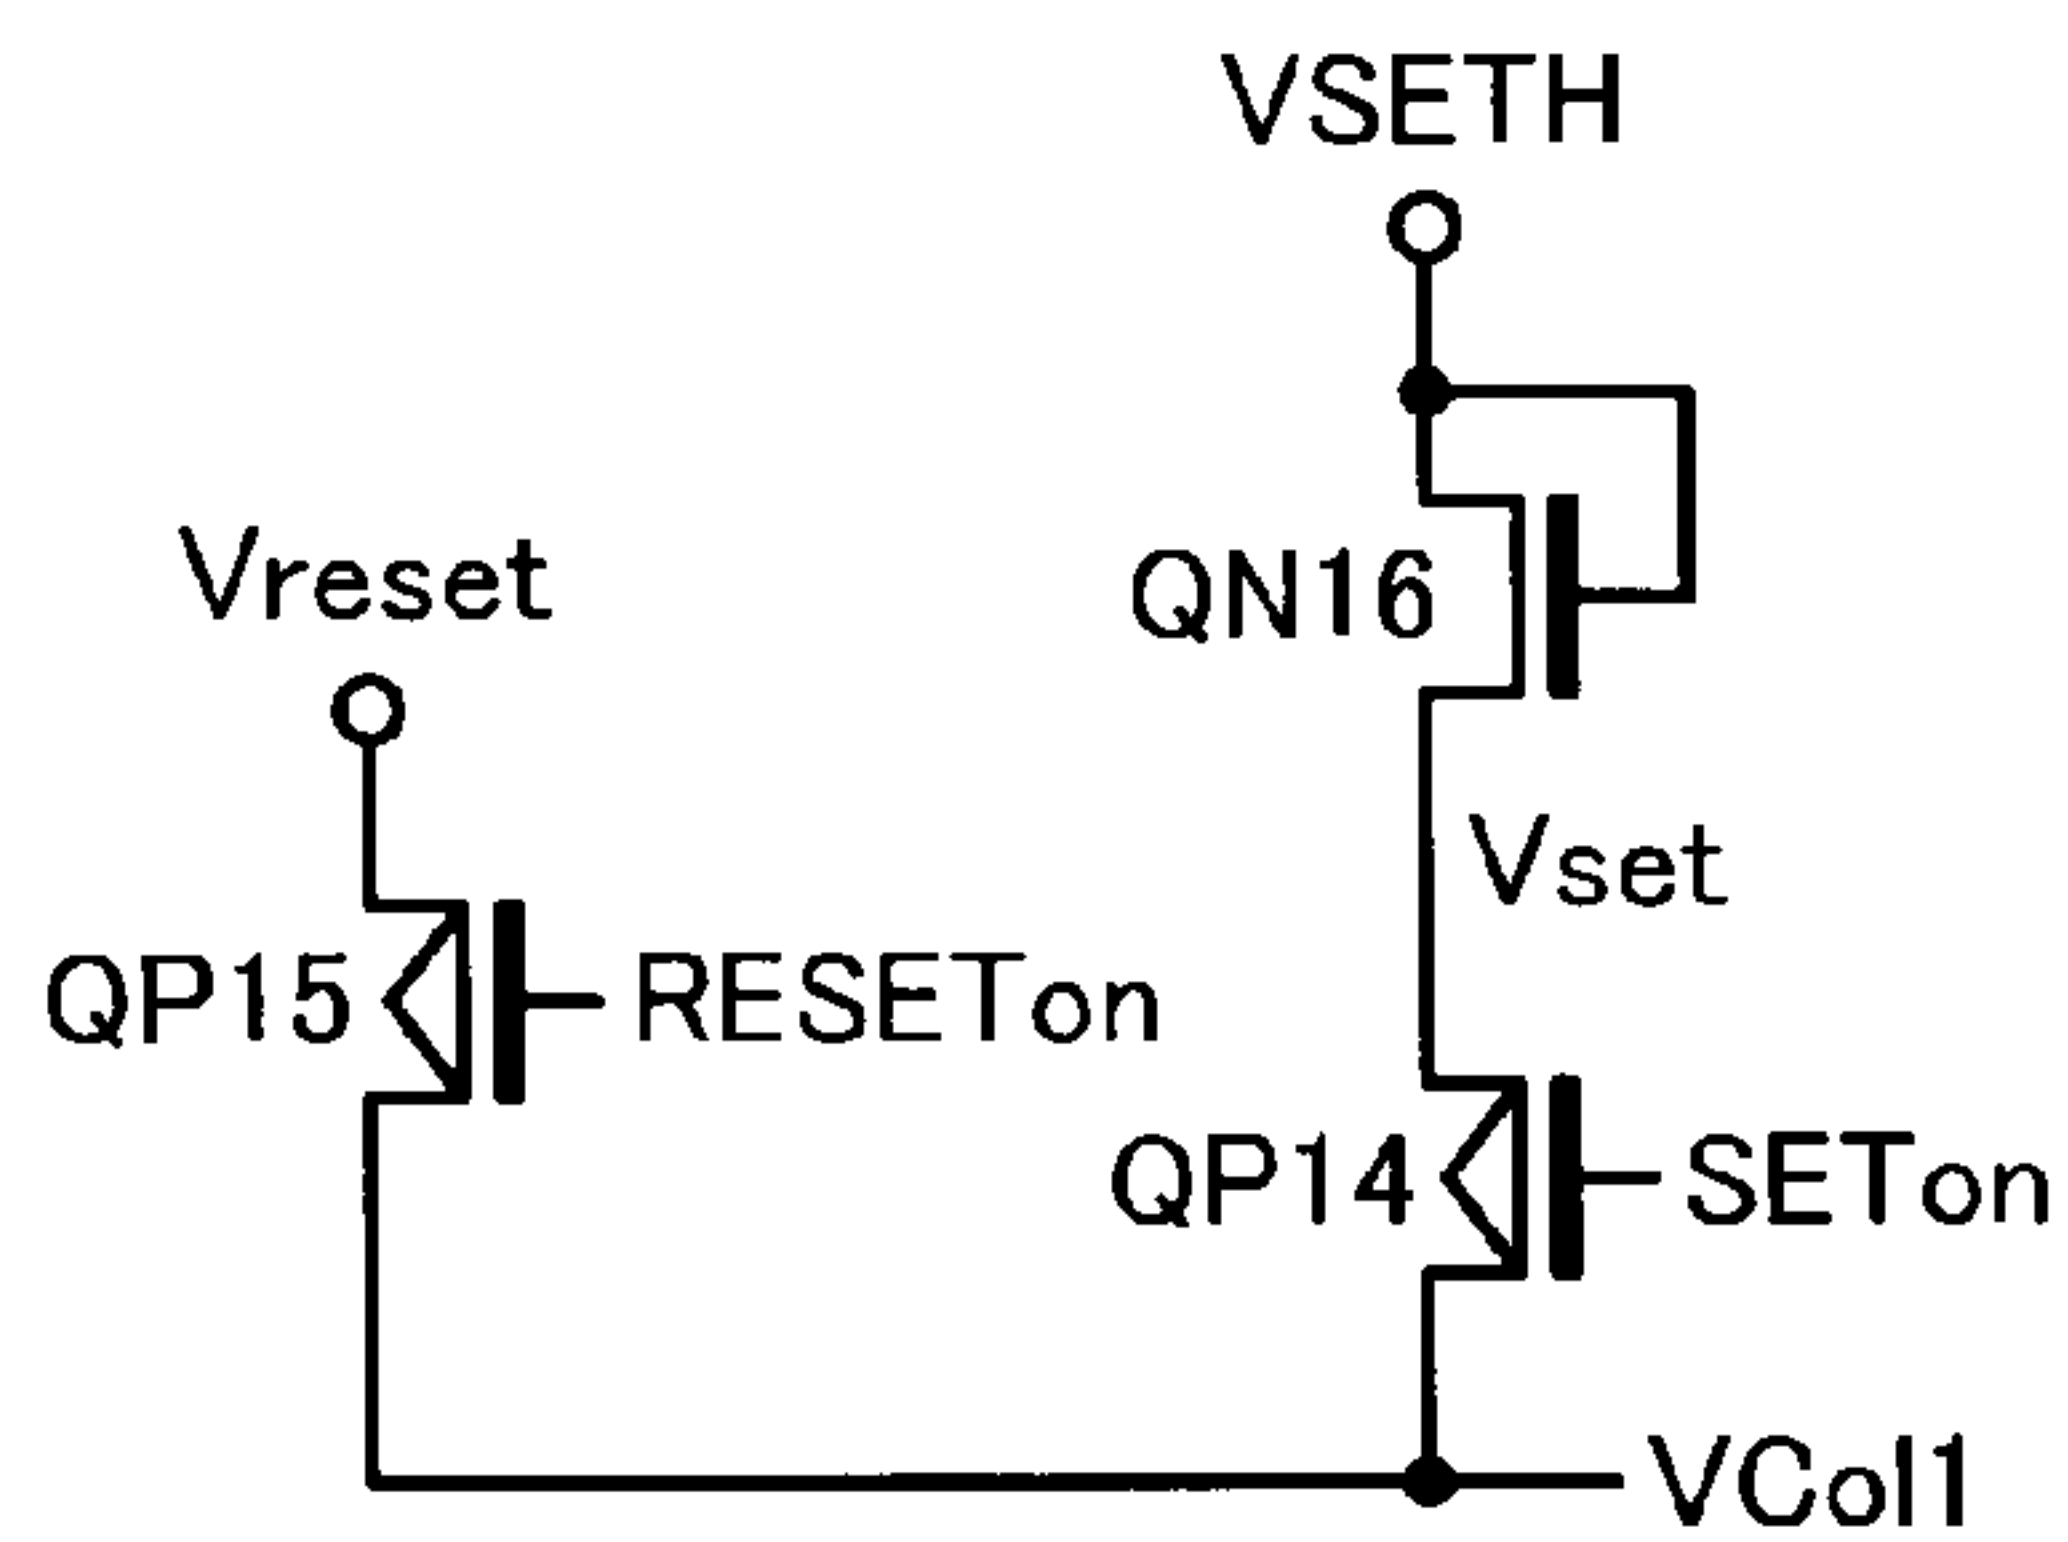 VSETH
QN16
Vreset
Vset
QP15
RESETon
QP14
SETon
VCol1